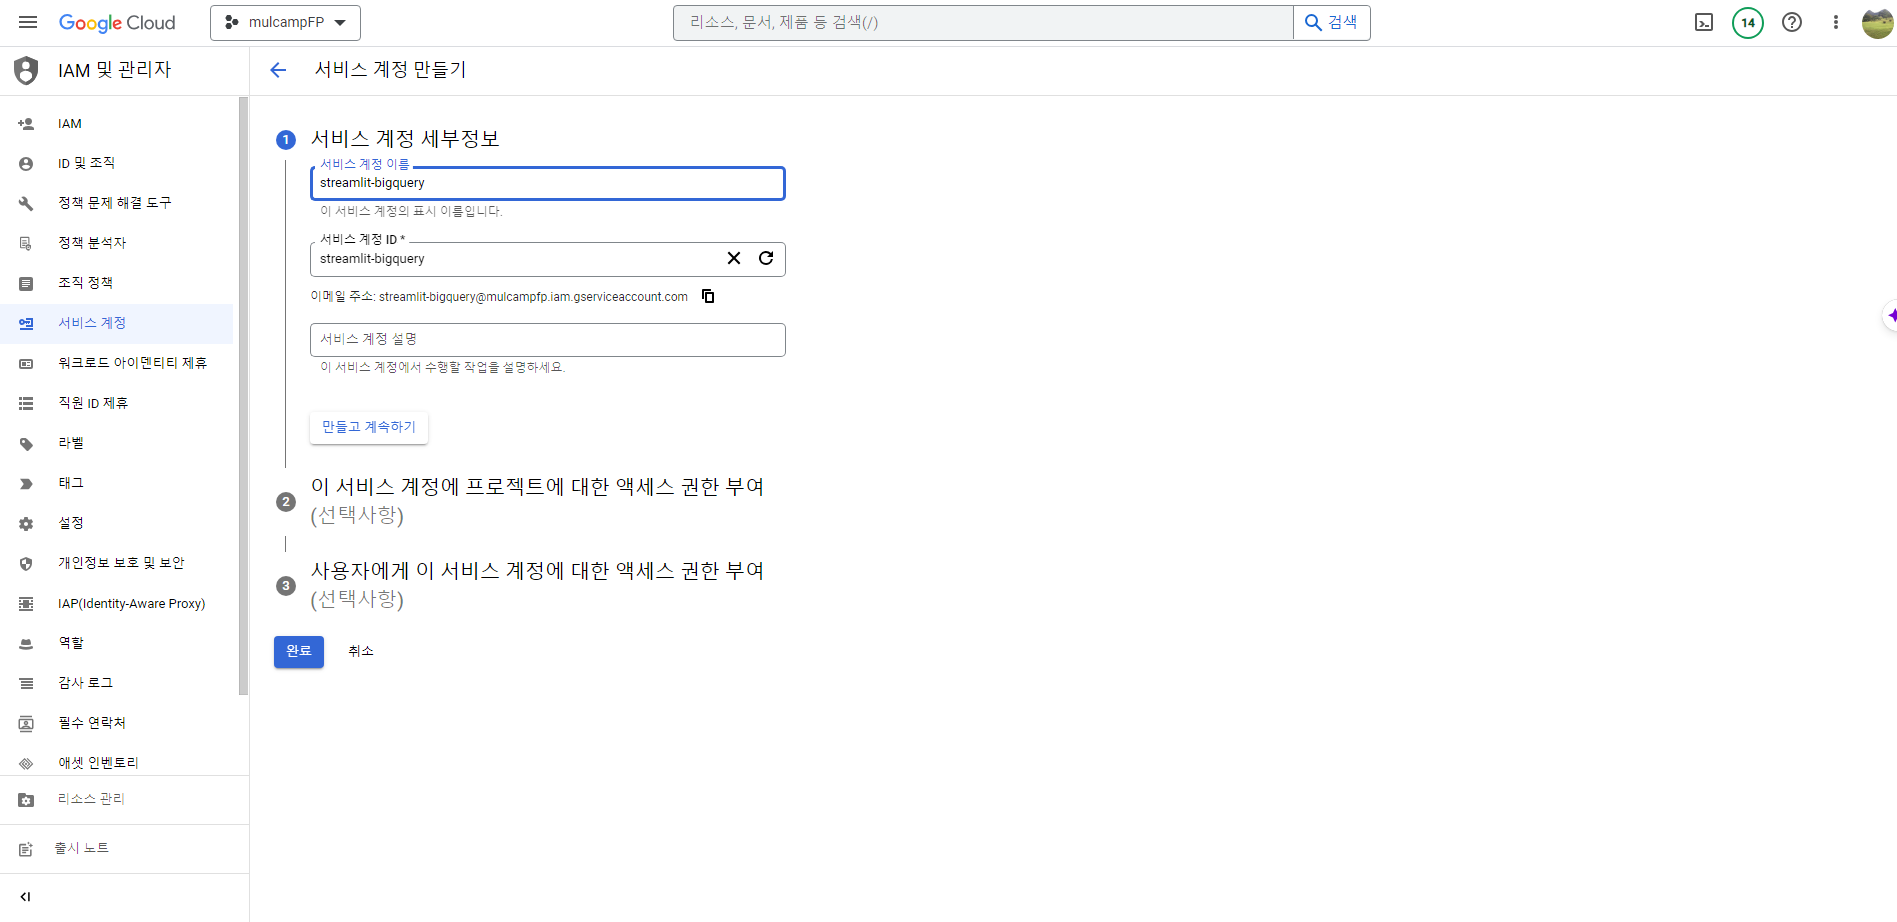 Google Cloud
mulcampFP
리소스, 문서, 제품 등 검색(/)
검색
14
IAM 및 관리자
서비스 계정 만들기
IAM
ID 및 조직
정책 문제 해결 도구
정책 분석자
조직 정책
서비스 계정
워크로드 아이덴티티 제휴
직원 ID 제휴
라벨
태그
설정
개인정보 보호 및 보안
IAP(Identity-Aware Proxy)
역할
감사 로그
필수 연락처
애셋 인벤토리
리소스 관리
출시 노트
1
서비스 계정 세부정보
서비스 계정 이름
streamlit-bigquery
이 서비스 계정의 표시 이름입니다.
서비스 계정 ID *
streamlit-bigquery
이메일 주소: streamlit-bigquery@mulcampfp.iam.gserviceaccount.com
서비스 계정 설명
이 서비스 계정에서 수행할 작업을 설명하세요.
만들고 계속하기
2
이 서비스 계정에 프로젝트에 대한 액세스 권한 부여
(선택사항)
3
사용자에게 이 서비스 계정에 대한 액세스 권한 부여
(선택사항)
완료
취소